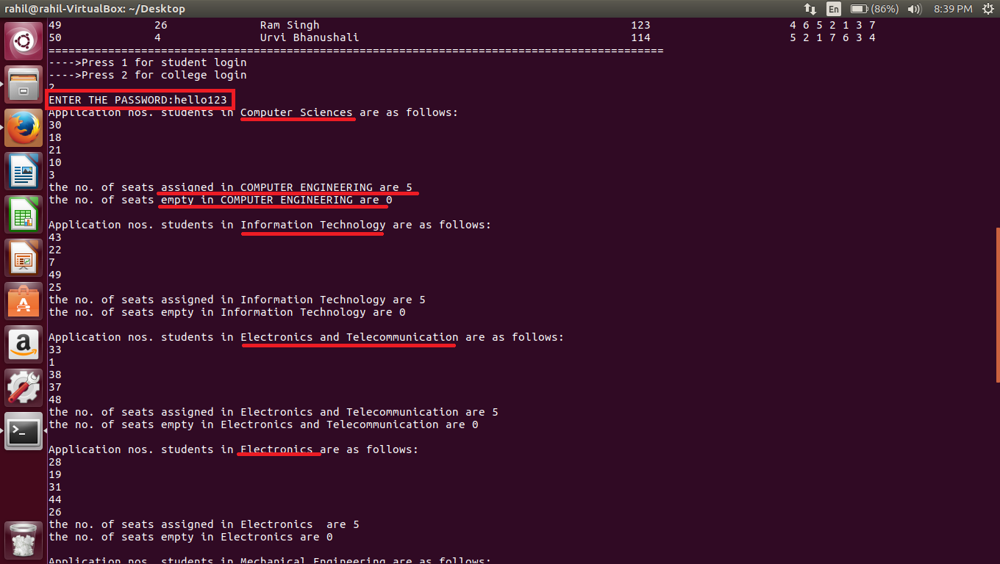 rahil@rahil-VirtualBox: ~/Desktop En (86%) 8:39 PM
49 26 Ram Singh 123 4 6 5 2 1 3 7
50 4 Urvi Bhanushali 114 5 2 1 7 6 3 4
=============================================================================================
---->Press 1 for student login
---->Press 2 for college login
2
ENTER THE PASSWORD:hello123
Application nos. students in Computer Sciences are as follows:
30
18
21
10
3
the no. of seats assigned in COMPUTER ENGINEERING are 5
the no. of seats empty in COMPUTER ENGINEERING are 0
Application nos. students in Information Technology are as follows:
43
22
7
49
25
the no. of seats assigned in Information Technology are 5
the no. of seats empty in Information Technology are 0
Application nos. students in Electronics and Telecommunication are as follows:
33
1
38
37
48
the no. of seats assigned in Electronics and Telecommunication are 5
the no. of seats empty in Electronics and Telecommunication are 0
Application nos. students in Electronics are as follows:
28
19
31
44
26
the no. of seats assigned in Electronics  are 5
the no. of seats empty in Electronics are 0
Application nos. students in Mechanical Engineering are as follows: